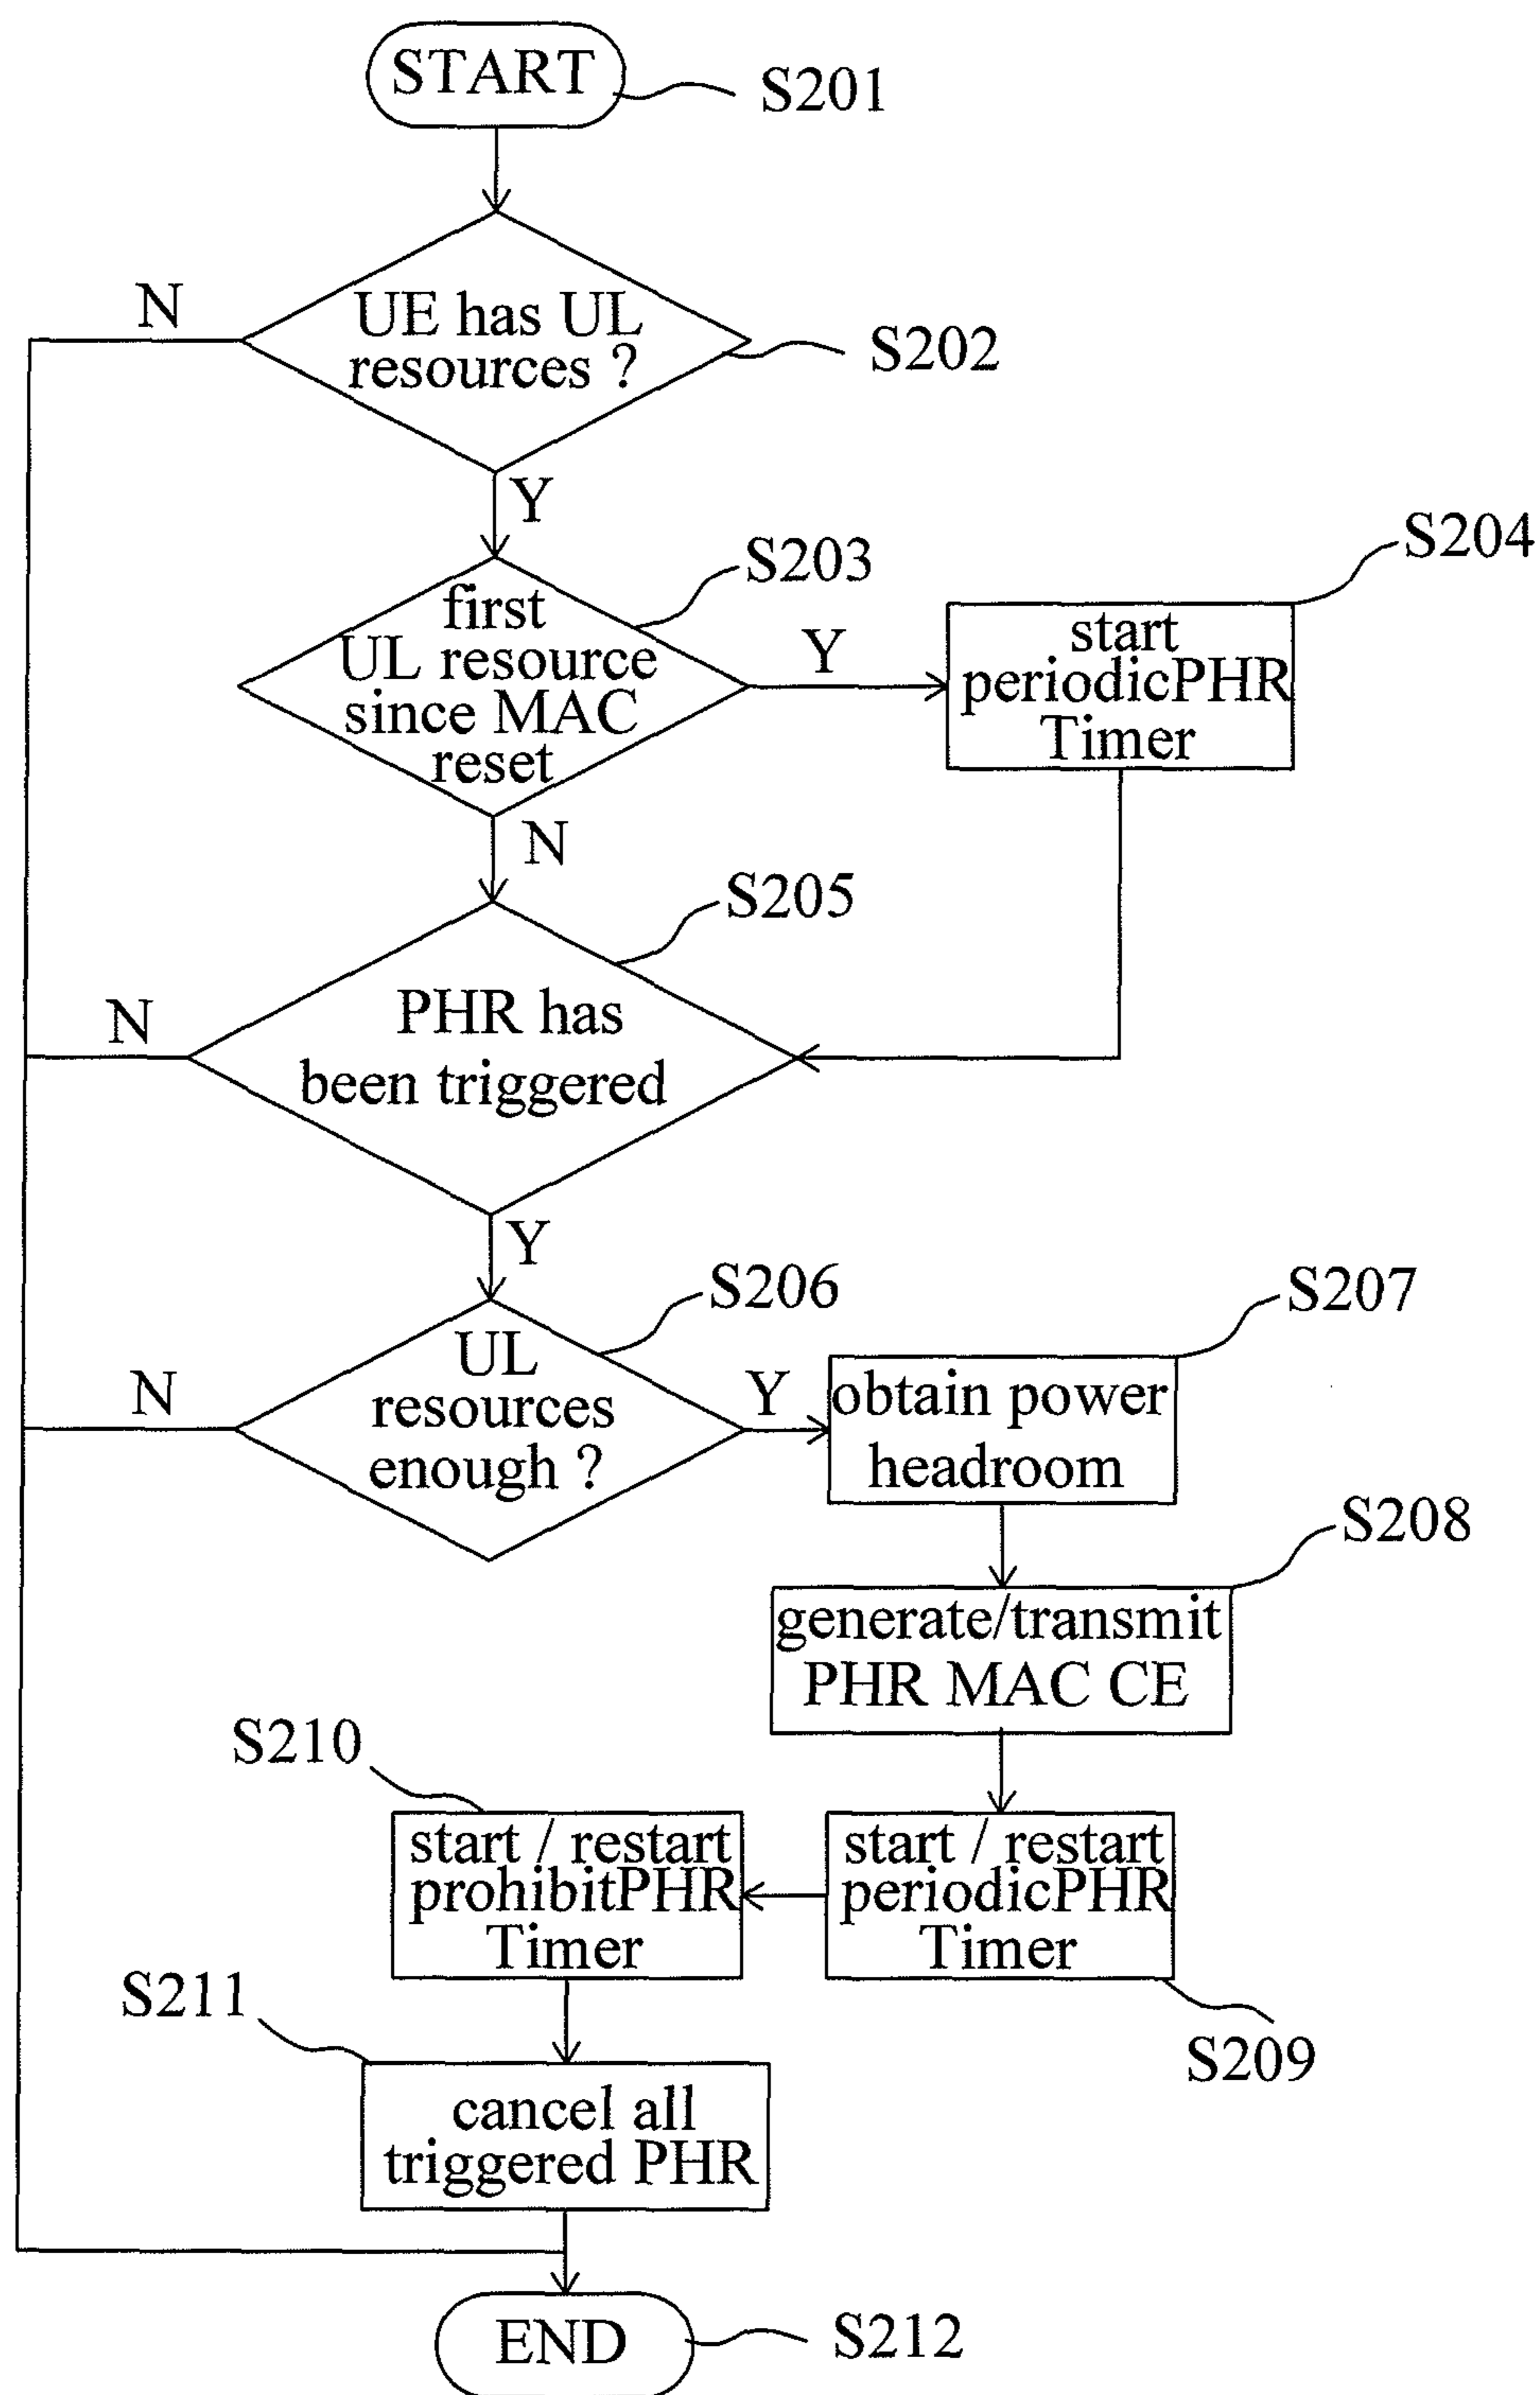 START
S201
N
UE has UL
resources ?
S202
Y
S203
S204
first
UL resource
since MAC
reset
Y
start
periodicPHR
Timer
N
S205
N
PHR has
been triggered
Y
S206
S207
N
UL
resources
enough ?
Y
obtain power
headroom
S208
generate/transmit
PHR MAC CE
S210
start / restart
prohibitPHR
Timer
start / restart
periodicPHR
Timer
S211
S209
cancel all
triggered PHR
END
S212